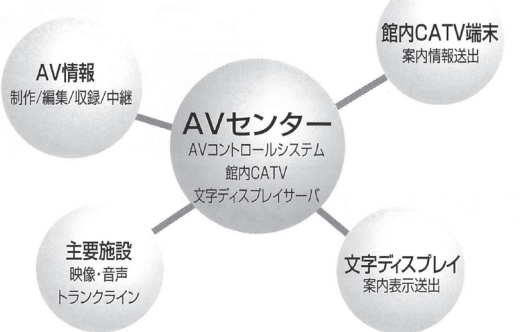 AV情報
制作/編集/収録/中継
館内CATV端末
案内情報送出
AVセンター
AVコントロールシステム
館内CATV
文字ディスプレイサーバ
主要施設
映像・音声
トランクライン
文字ディスプレイ
案内表示送出